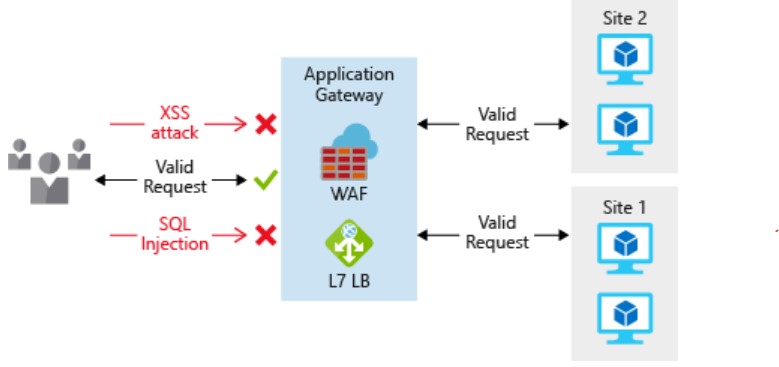 XSS
attack
Valid
Request
SQL
Injection
Application
Gateway
WAF
L7 LB
Valid
Request
Valid
Request
Site 2
Site 1